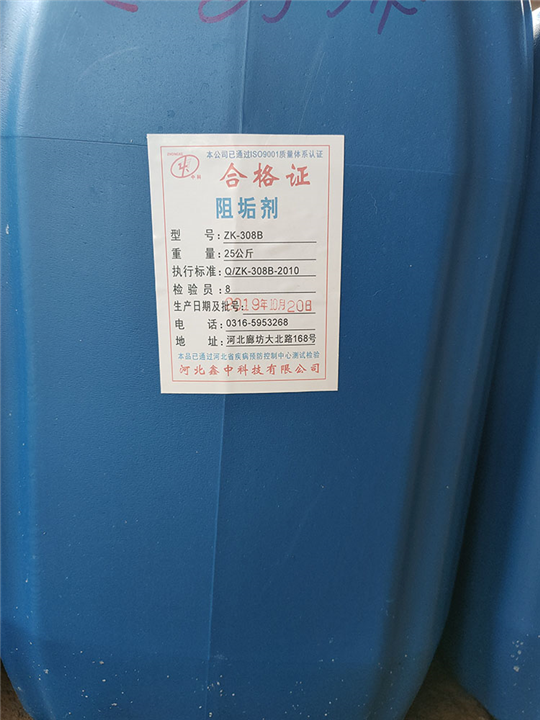 本公司已通过ISO9001质量体系认证
合格证
阻垢剂
型号:ZK-308B
重量:25公斤
执行标准:Q/ZK-308B-2010
检验员:8
生产日期及批号:2019年10月20日
电话:0316-5953268
地址:河北廊坊大北路168号
本品已通过河北省疾病预防控制中心测试检验
河北鑫中科技有限公司